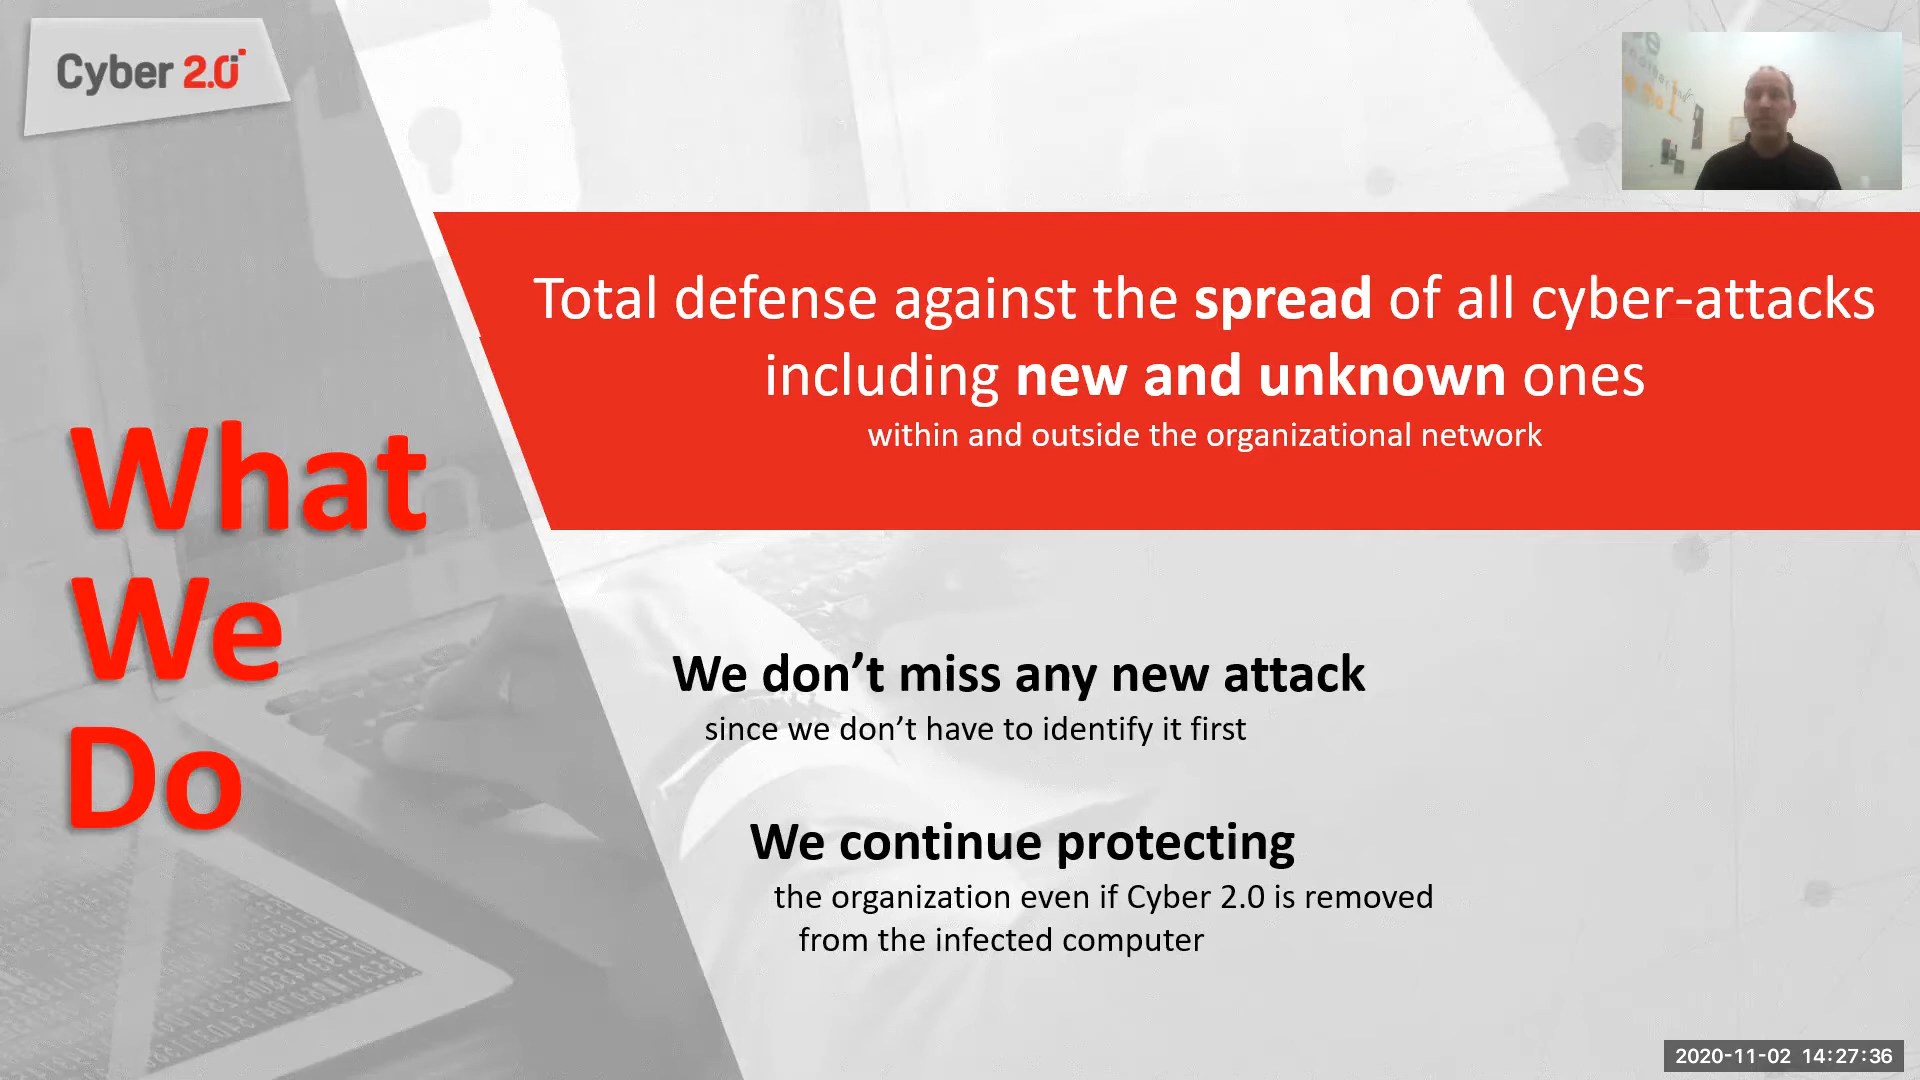 Cyber 2.0
What
We
Do
Total defense against the spread of all cyber-attacks
including new and unknown ones
within and outside the organizational network
We don’t miss any new attack
since we don’t have to identify it first
We continue protecting
the organization even if Cyber 2.0 is removed
from the infected computer
2020-11-02 14:27:36